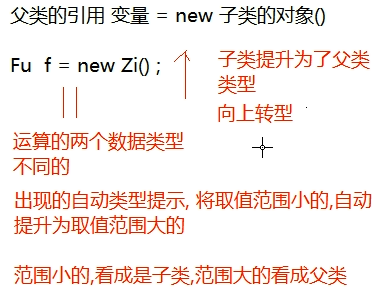 父类的引用 变量 = new 子类的对象()
Fu f = new Zi() ;
子类提升为了父类
类型
向上转型
运算的两个数据类型
不同的
出现的自动类型提示, 将取值范围小的,自动
提升为取值范围大的
范围小的,看成是子类,范围大的看成父类